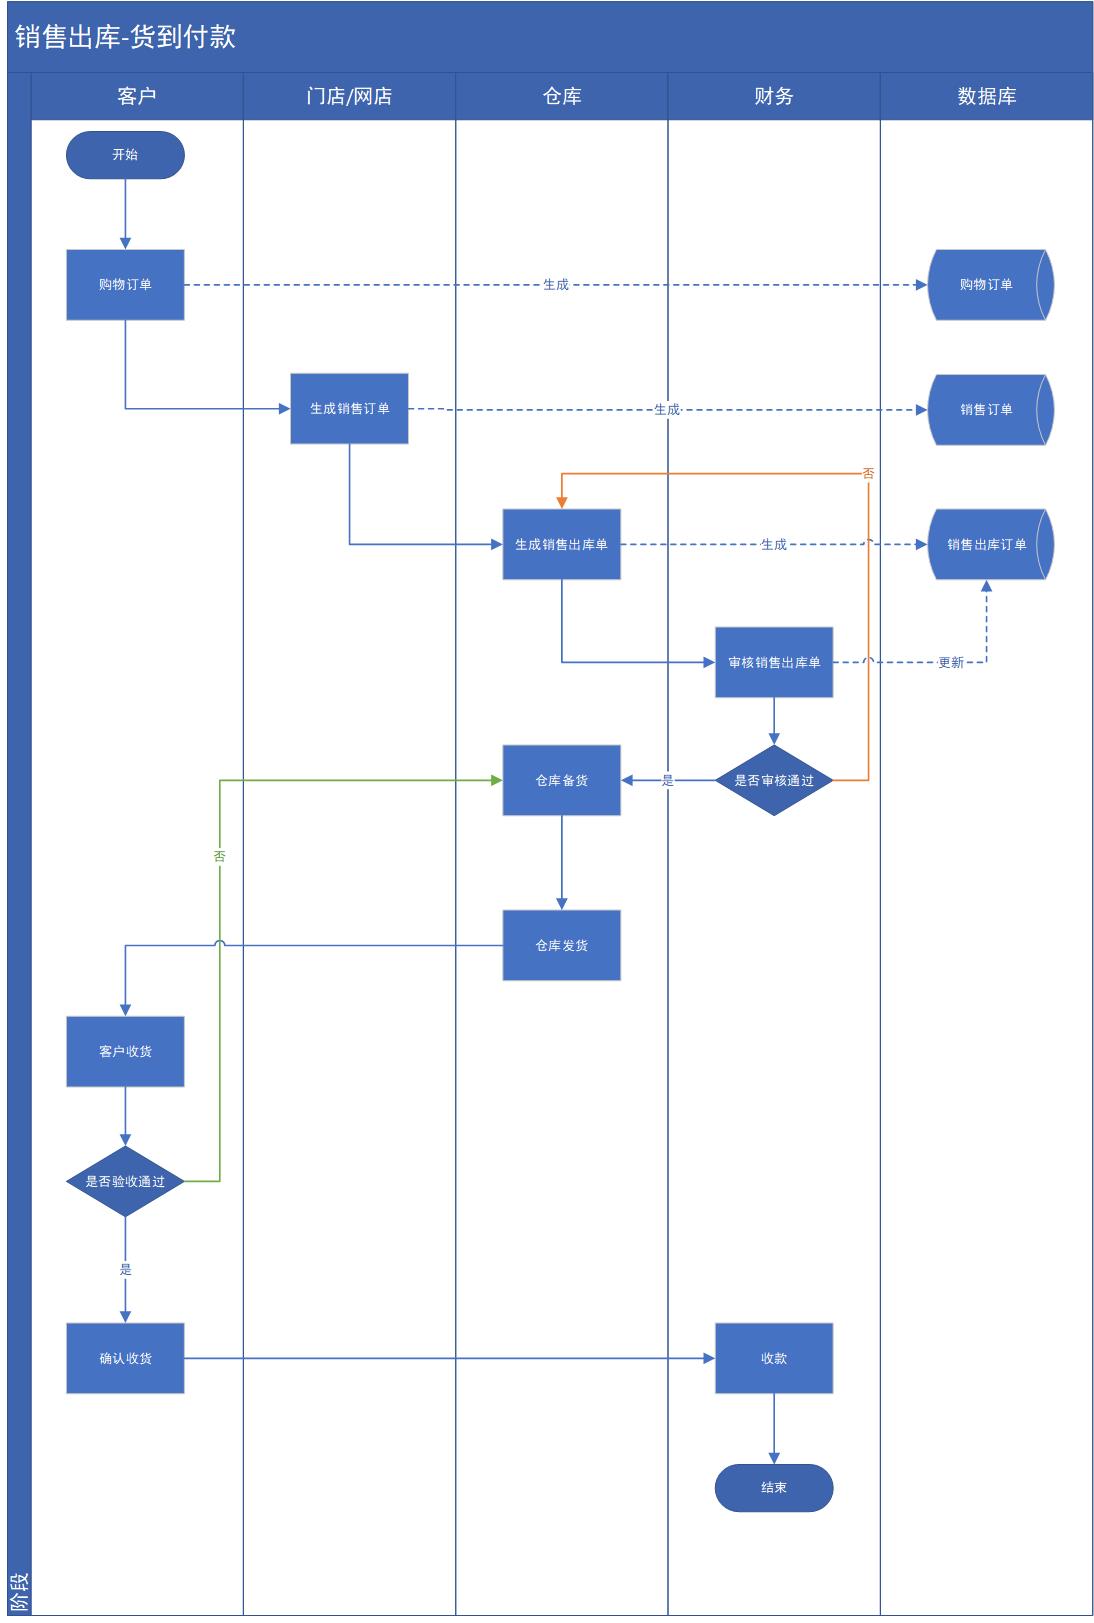 销售出库-货到付款
客户
门店/网店
仓库
财务
数据库
开始
购物订单
生成
购物订单
生成销售订单
生成
销售订单
否
生成销售出库单
生成
销售出库订单
审核销售出库单
更新
仓库备货
是
是否审核通过
否
仓库发货
客户收货
是否验收通过
是
确认收货
收款
结束
阶段